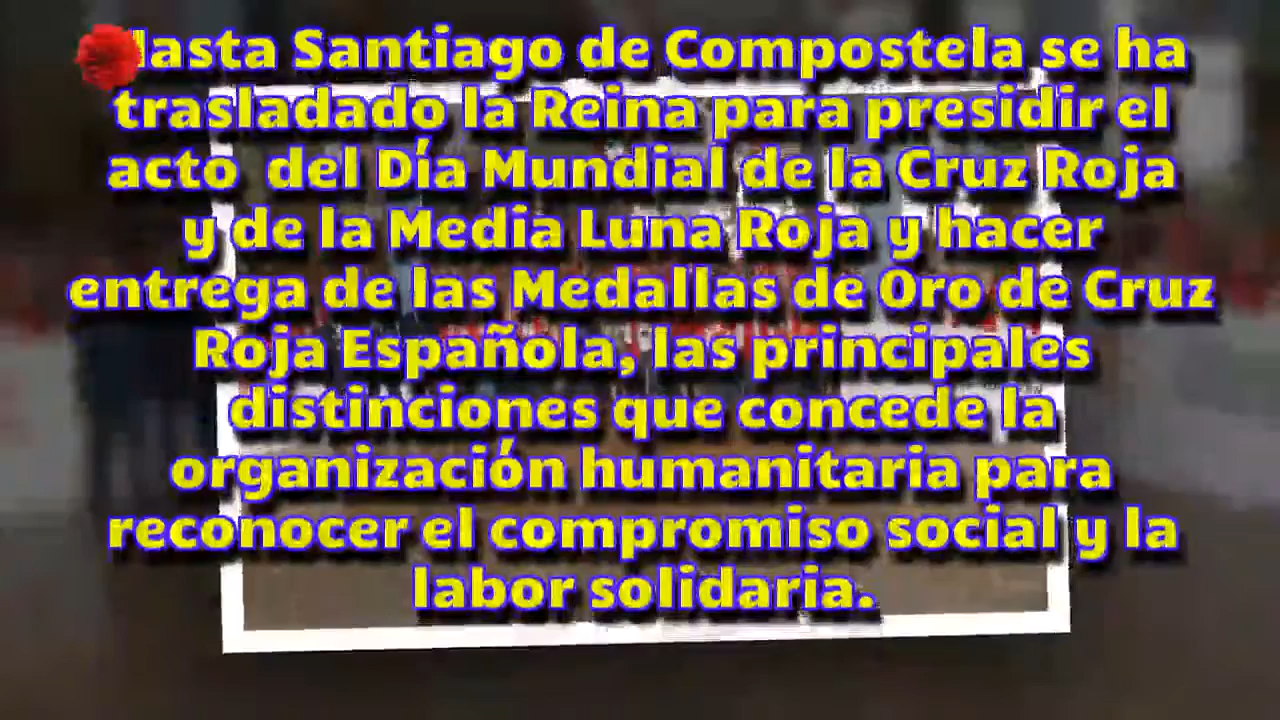 Hasta Santiago de Compostela se ha
trasladado la Reina para presidir el
acto  del Día Mundial de la Cruz Roja
y de la Media Luna Roja y hacer
entrega de las Medallas de Oro de Cruz
Roja Española, las principales
distinciones que concede la
organización humanitaria para
reconocer el compromiso social y la
labor solidaria.